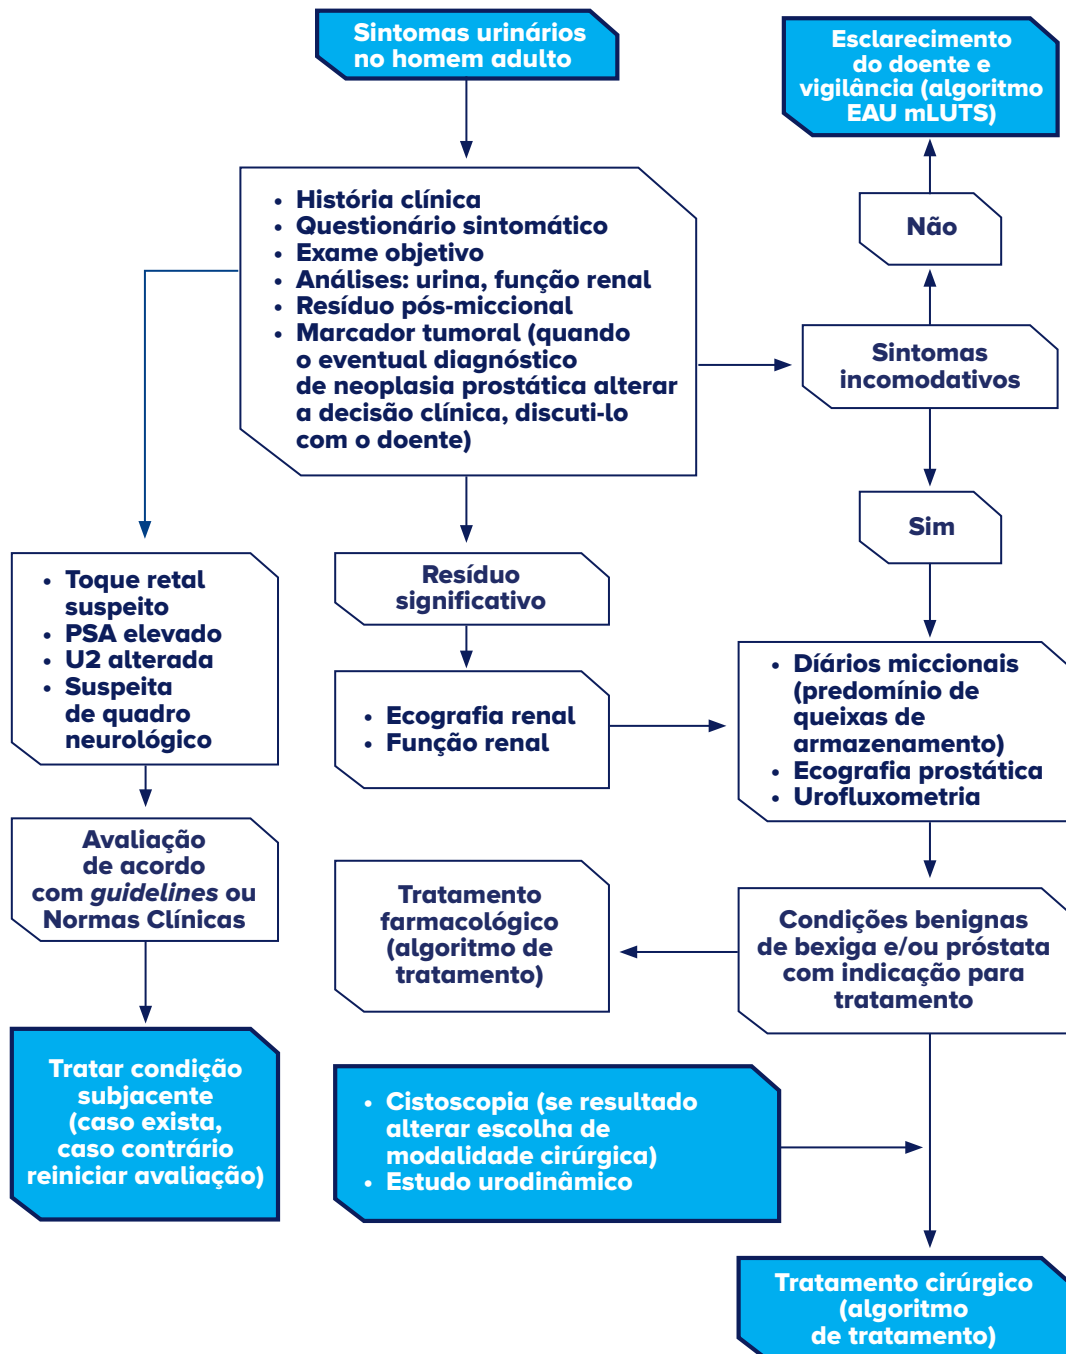 Sintomas urinários
no homem adulto
Esclarecimento
do doente e
vigilância (algoritmo
EAU mLUTS)
• História clínica
• Questionário sintomático
• Exame objetivo
• Análises: urina, função renal
• Resíduo pós-miccional
• Marcador tumoral (quando
o eventual diagnóstico
de neoplasia prostática alterar
a decisão clínica, discuti-lo
com o doente)
Não
Sintomas
incomodativos
Sim
• Toque retal
suspeito
• PSA elevado
• U2 alterada
• Suspeita
de quadro
neurológico
Resíduo
significativo
• Ecografia renal
• Função renal
• Díários miccionais
(predomínio de
queixas de
armazenamento)
• Ecografia prostática
• Urofluxometria
Avaliação
de acordo
com guidelines ou
Normas Clínicas
Tratamento
farmacológico
(algoritmo de
tratamento)
Condições benignas
de bexiga e/ou próstata
com indicação para
tratamento
Tratar condição
subjacente
(caso exista,
caso contrário
reiniciar avaliação)
• Cistoscopia (se resultado
alterar escolha de
modalidade cirúrgica)
• Estudo urodinâmico
Tratamento cirúrgico
(algoritmo
de tratamento)